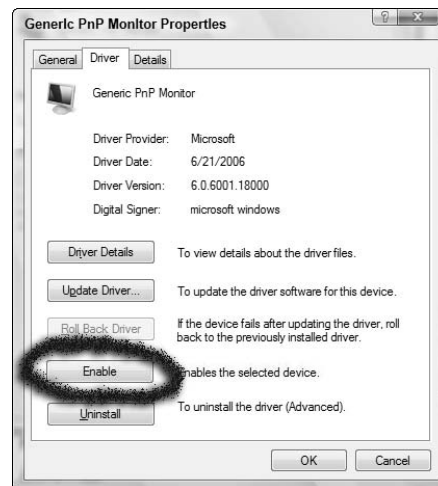 Generic PnP Monitor Properties
General Driver Details
Generic PnP Monitor
Driver Provider: Microsoft
Driver Date: 6/21/2006
Driver Version: 6.0.6001.18000
Digital Signer: microsoft windows
Driver Details To view details about the driver files.
Update Driver... To update the driver software for this device.
Roll Back Driver If the device fails after updating the driver, roll
back to the previously installed driver.
Enable Enables the selected device.
Uninstall To uninstall the driver (Advanced).
OK Cancel